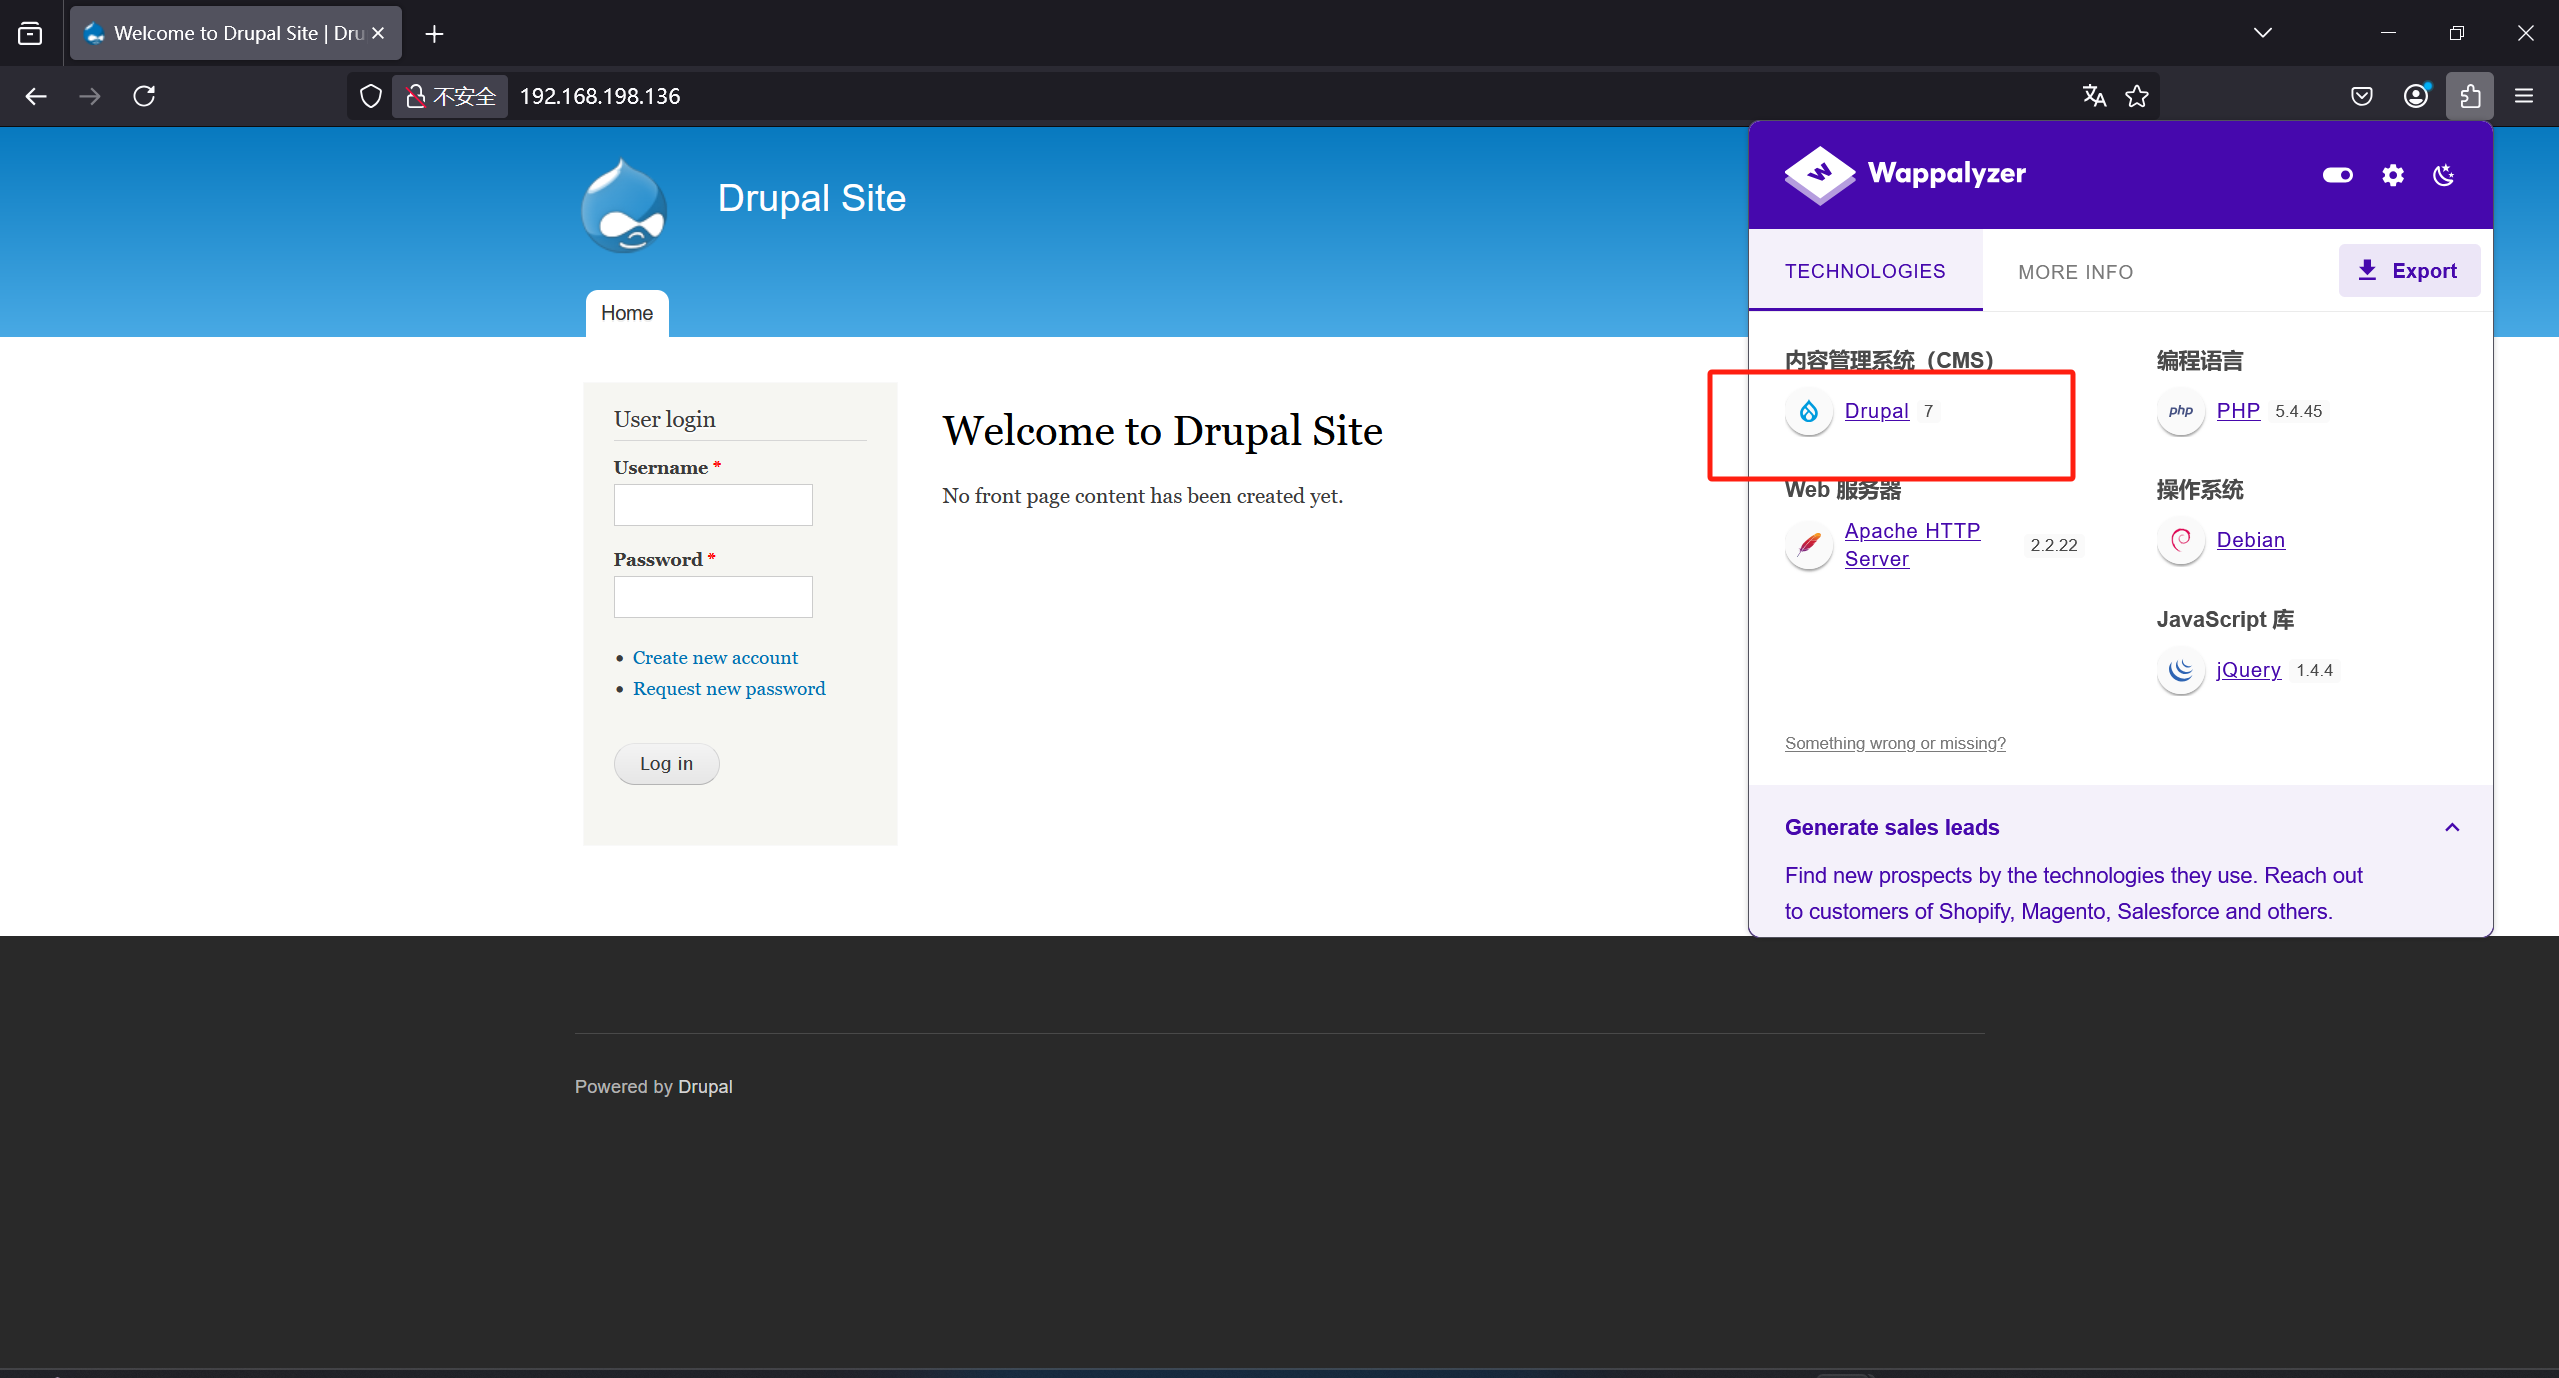 Welcome to Drupal Site | Dru
不安全
192.168.198.136
Drupal Site
Home
User login
Username *
Password *
Create new account
Request new password
Log in
Welcome to Drupal Site
No front page content has been created yet.
Powered by Drupal
Wappalyzer
TECHNOLOGIES
MORE INFO
Export
内容管理系统（CMS）
Drupal 7
Web 服务器
Apache HTTP
Server
2.2.22
编程语言
php
PHP 5.4.45
操作系统
Debian
JavaScript 库
jQuery 1.4.4
Something wrong or missing?
Generate sales leads
Find new prospects by the technologies they use. Reach out
to customers of Shopify, Magento, Salesforce and others.